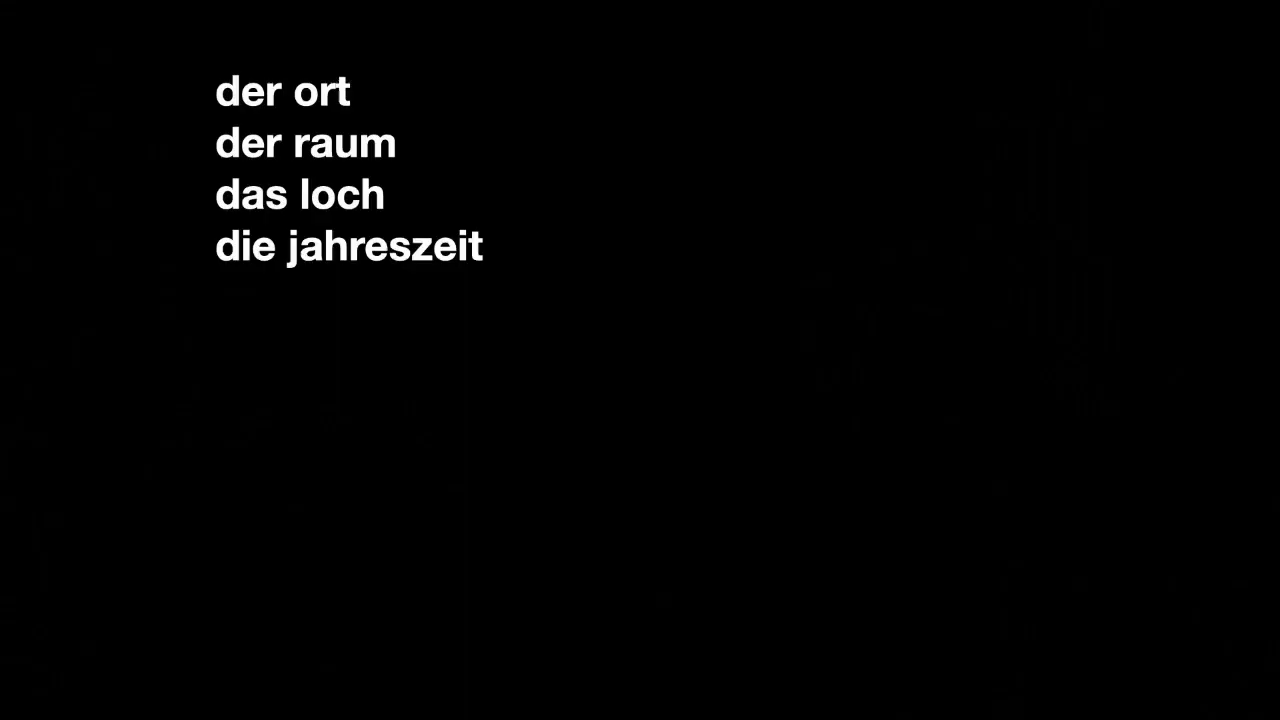 der ort
der raum
das loch
die jahreszeit